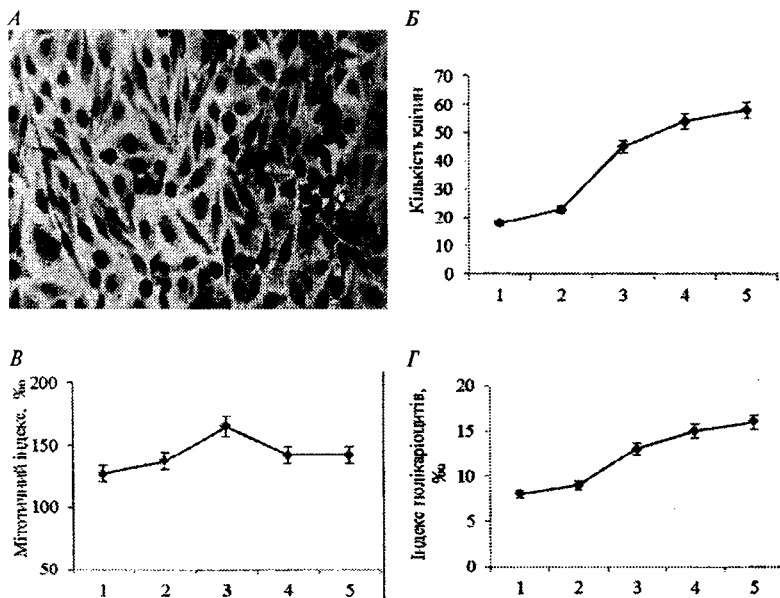 А
Б
Кількість клітин
70
60
50
40
30
20
10
0
1 2 3 4 5
В
Мітотичний індекс, ‰
200
150
100
50
1 2 3 4 5
Г
Індекс полікаріоцитів,
‰
20
15
10
5
0
1 2 3 4 5